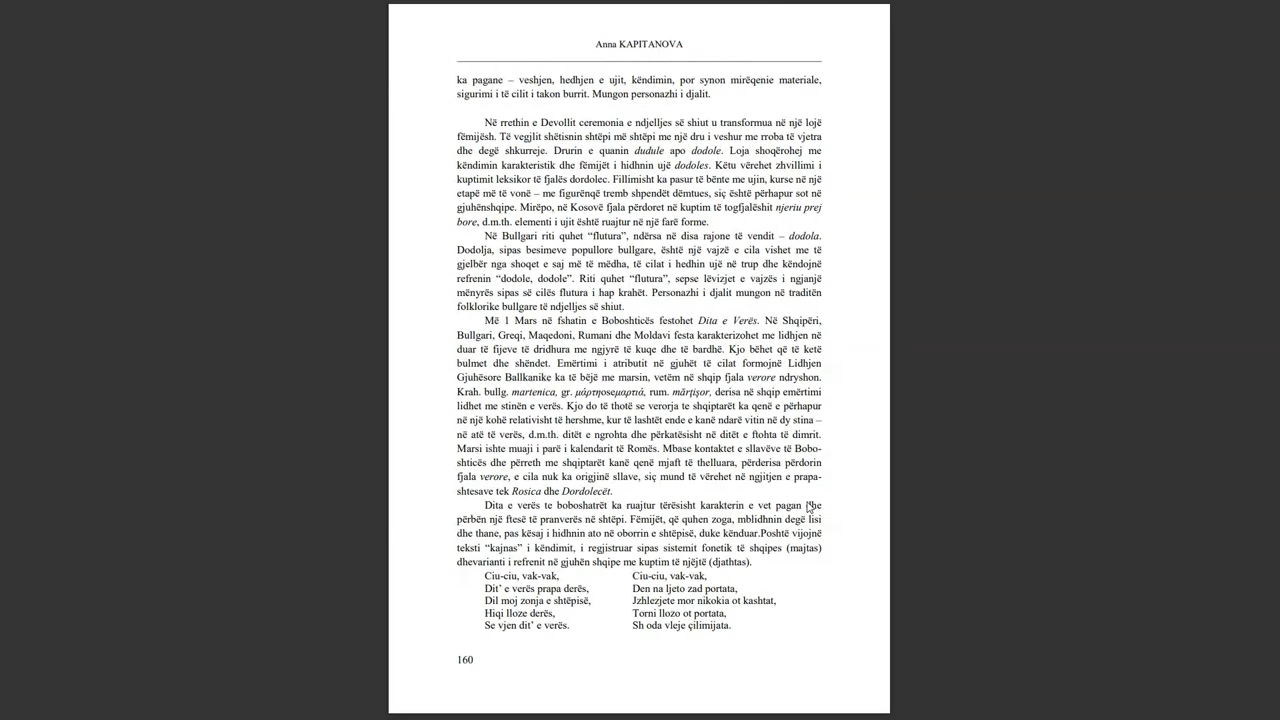 Anna KAPITANOVA
ka pagane – veshjen, hedhjen e ujit, këndimin, por synon mirëqenie materiale,
sigurimi i të cilit i takon burrit. Mungon personazhi i djalit.
Në rrethin e Devollit ceremonia e ndjelljes së shiut u transformua në një lojë
fëmijësh. Të vegjlit shëtisnin shtëpi më shtëpi me një dru i veshur me rroba të vjetra
dhe degë shkurreje. Drurin e quanin dudule apo dodole. Loja shoqërohej me
këndimin karakteristik dhe fëmijët i hidhnin ujë dodoles. Këtu vërehet zhvillimi i
kuptimit leksikor të fjalës dordolec. Fillimisht ka pasur të bënte me ujin, kurse në një
etapë më të vonë – me figurënqë tremb shpendët dëmtues, siç është përhapur sot në
gjuhënshqipe. Mirëpo, në Kosovë fjala përdoret në kuptim të togfjalëshit njeriu prej
bore, d.m.th. elementi i ujit është ruajtur në një farë forme.
Në Bullgari riti quhet “flutura”, ndërsa në disa rajone të vendit – dodola.
Dodolja, sipas besimeve popullore bullgare, është një vajzë e cila vishet me të
gjelbër nga shoqet e saj më të mëdha, të cilat i hedhin ujë në trup dhe këndojnë
refrenin “dodole, dodole”. Riti quhet “flutura”, sepse lëvizjet e vajzës i ngjanjë
mënyrës sipas së cilës flutura i hap krahët. Personazhi i djalit mungon në traditën
folklorike bullgare të ndjelljes së shiut.
Më 1 Mars në fshatin e Boboshticës festohet Dita e Verës. Në Shqipëri,
Bullgari, Greqi, Maqedoni, Rumani dhe Moldavi festa karakterizohet me lidhjen në
duar të fijeve të dridhura me ngjyrë të kuqe dhe të bardhë. Kjo bëhet që të ketë
bulmet dhe shëndet. Emërtimi i atributit në gjuhët të cilat formojnë Lidhjen
Gjuhësore Ballkanike ka të bëjë me marsin, vetëm në shqip fjala verore ndryshon.
Krah. bullg. martenica, gr. μάρτηοseμαρτιά, rum. mărţişor, derisa në shqip emërtimi
lidhet me stinën e verës. Kjo do të thotë se verorja te shqiptarët ka qenë e përhapur
në një kohë relativisht të hershme, kur të lashtët ende e kanë ndarë vitin në dy stina –
në atë të verës, d.m.th. ditët e ngrohta dhe përkatësisht në ditët e ftohta të dimrit.
Marsi ishte muaji i parë i kalendarit të Romës. Mbase kontaktet e sllavëve të Bobo-
shticës dhe përreth me shqiptarët kanë qenë mjaft të thelluara, përderisa përdorin
fjala verore, e cila nuk ka origjinë sllave, siç mund të vërehet në ngjitjen e prapa-
shtesave tek Rosica dhe Dordolecët.
Dita e verës te boboshatrët ka ruajtur tërësisht karakterin e vet pagan dhe
përbën një ftesë të pranverës në shtëpi. Fëmijët, që quhen zoga, mblidhnin degë lisi
dhe thane, pas kësaj i hidhnin ato në oborrin e shtëpisë, duke kënduar.Poshtë vijojnë
teksti “kajnas” i këndimit, i regjistruar sipas sistemit fonetik të shqipes (majtas)
dhevarianti i refrenit në gjuhën shqipe me kuptim të njëjtë (djathtas).
Ciu-ciu, vak-vak,
Dit’ e verës prapa derës,
Dil moj zonja e shtëpisë,
Hiqi lloze derës,
Se vjen dit’ e verës.
Ciu-ciu, vak-vak,
Den na ljeto zad portata,
Jzhlezjete mor nikokia ot kashtat,
Torni llozo ot portata,
Sh oda vleje çilimijata.
160